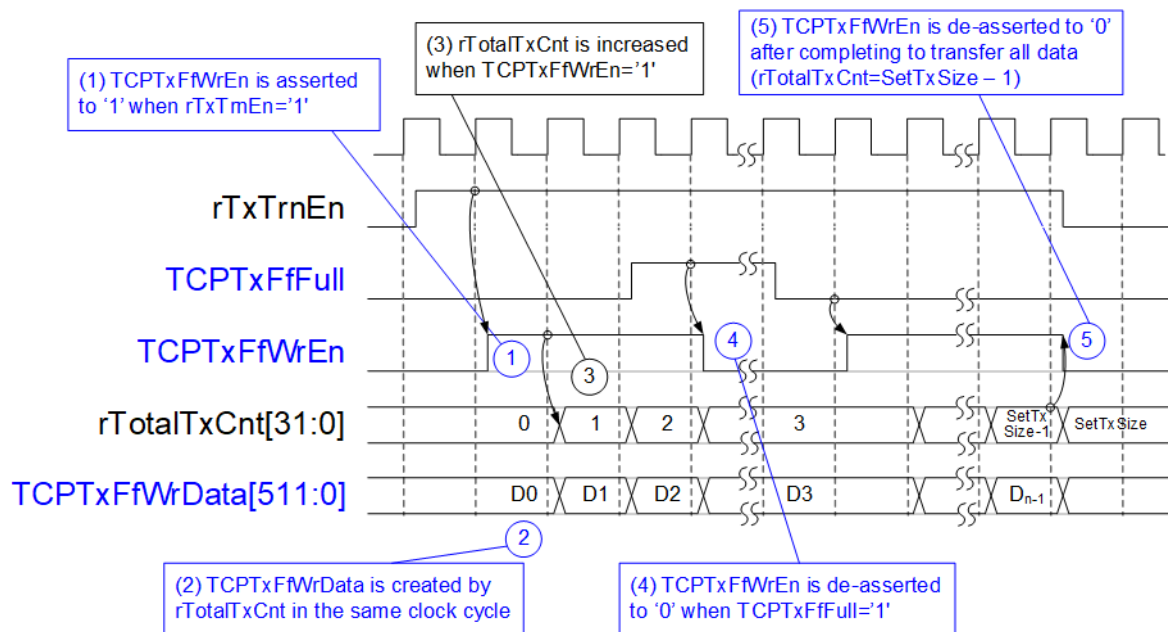 (1) TCPTxFfWrEn is asserted
to ‘1’ when rTxTrnEn=’1’
(3) rTotalTxCnt is increased
when TCPTxFfWrEn=’1’
(5) TCPTxFfWrEn is de-asserted to ‘0’
after completing to transfer all data
(rTotalTxCnt=SetTxSize – 1)
rTxTrnEn
TCPTxFfFull
TCPTxFfWrEn
1
3
4
5
rTotalTxCnt[31:0]
0
1
2
3
SetTx
Size-1
SetTxSize
TCPTxFfWrData[511:0]
D0
D1
D2
D3
Dn-1
2
(2) TCPTxFfWrData is created by
rTotalTxCnt in the same clock cycle
(4) TCPTxFfWrEn is de-asserted
to ‘0’ when TCPTxFfFull=’1’